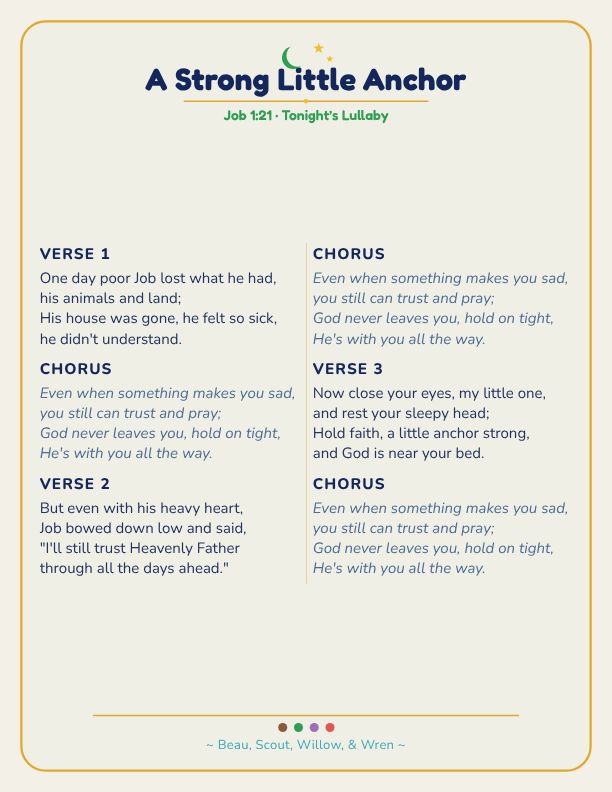 A Strong Little Anchor
Job 1:21 · Tonight's Lullaby
VERSE 1
One day poor Job lost what he had,
his animals and land;
His house was gone, he felt so sick,
he didn't understand.
CHORUS
Even when something makes you sad,
you still can trust and pray;
God never leaves you, hold on tight,
He's with you all the way.
VERSE 2
But even with his heavy heart,
Job bowed down low and said,
"I'll still trust Heavenly Father
through all the days ahead."
CHORUS
Even when something makes you sad,
you still can trust and pray;
God never leaves you, hold on tight,
He's with you all the way.
VERSE 3
Now close your eyes, my little one,
and rest your sleepy head;
Hold faith, a little anchor strong,
and God is near your bed.
CHORUS
Even when something makes you sad,
you still can trust and pray;
God never leaves you, hold on tight,
He's with you all the way.
~ Beau, Scout, Willow, & Wren ~